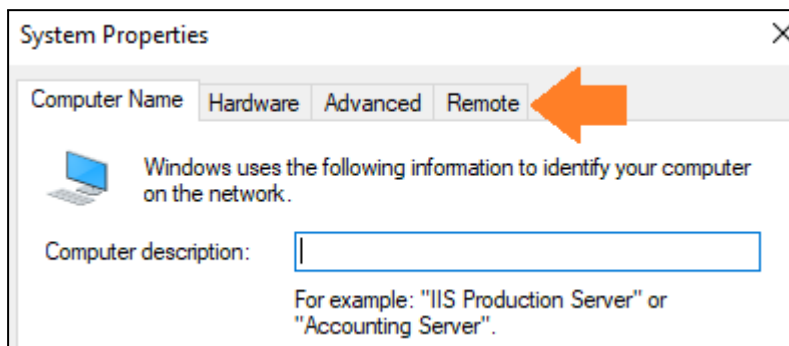 System Properties
Computer Name Hardware Advanced Remote
Windows uses the following information to identify your computer
on the network.
Computer description:
For example: "IIS Production Server" or
"Accounting Server".